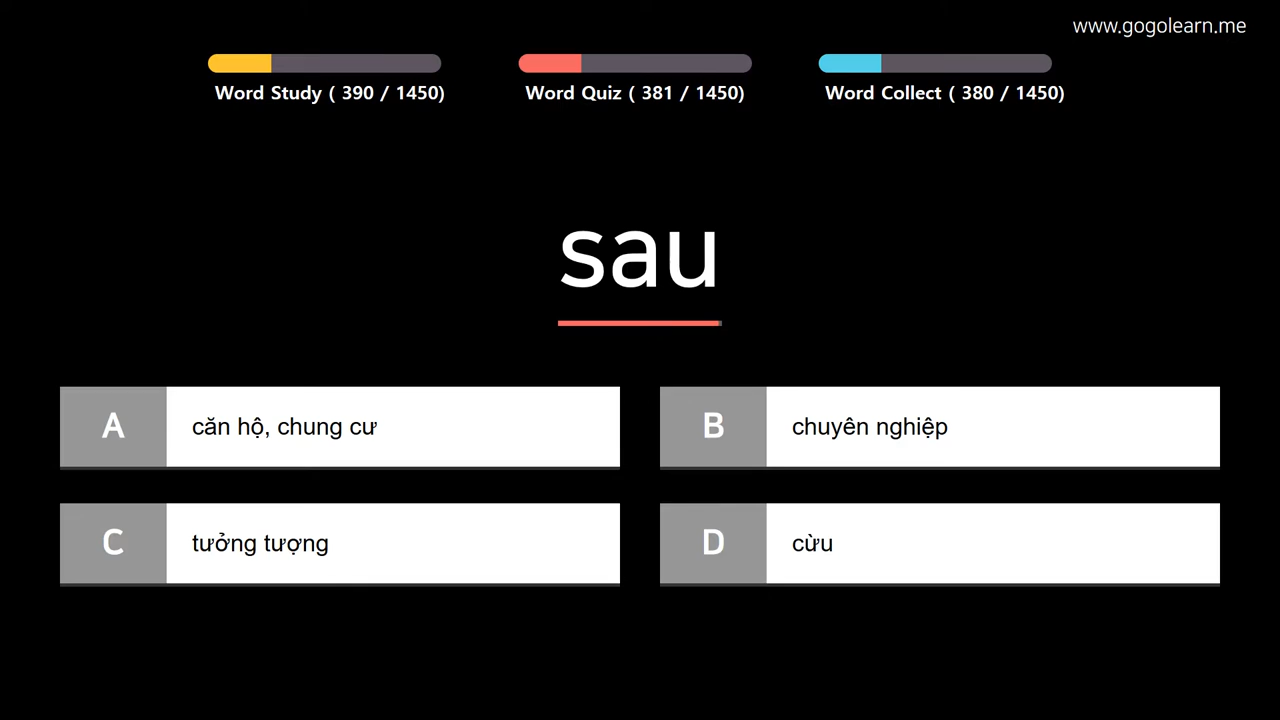 www.gogolearn.me
Word Study ( 390 / 1450)
Word Quiz ( 381 / 1450)
Word Collect ( 380 / 1450)
sau
A căn hộ, chung cư
B chuyên nghiệp
C tưởng tượng
D cừu